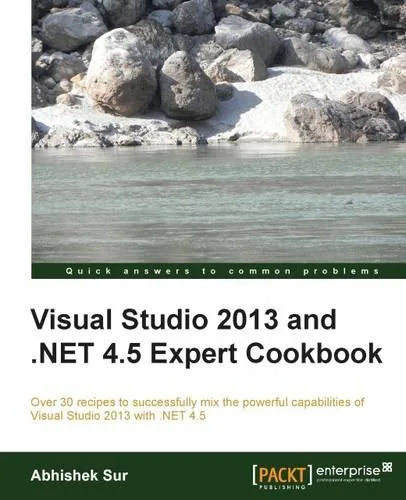 Quick answers to common problems
Visual Studio 2013 and
.NET 4.5 Expert Cookbook
Over 30 recipes to successfully mix the powerful capabilities of
Visual Studio 2013 with .NET 4.5
Abhishek Sur
[PACKT]
PUBLISHING
enterprise
professional expertise distilled